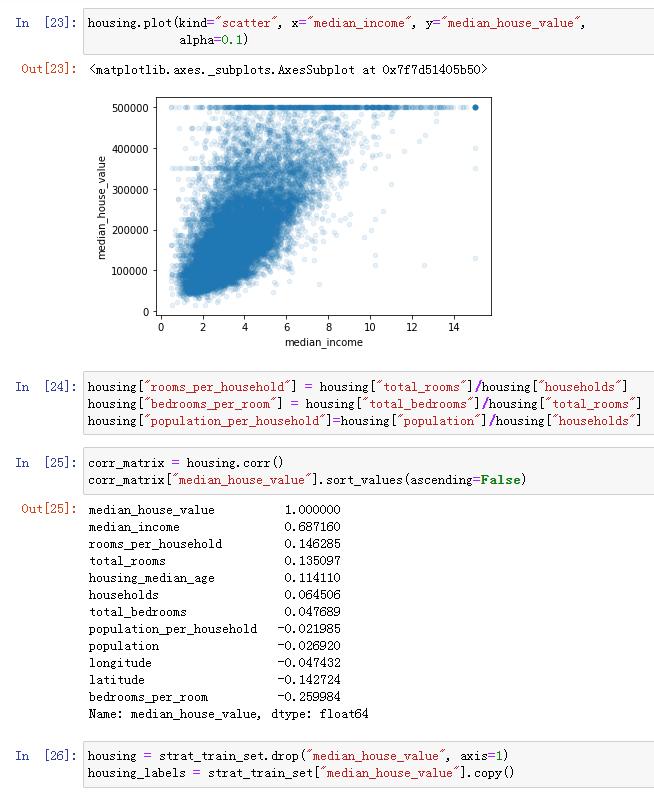 In [23]: housing.plot(kind="scatter", x="median_income", y="median_house_value",
alpha=0.1)
Out[23]: <matplotlib.axes._subplots.AxesSubplot at 0x7f7d51405b50>
500000
400000
300000
200000
100000
0
median_house_value
0 2 4 6 8 10 12 14
median_income
In [24]: housing["rooms_per_household"] = housing["total_rooms"]/housing["households"]
housing["bedrooms_per_room"] = housing["total_bedrooms"]/housing["total_rooms"]
housing["population_per_household"]=housing["population"]/housing["households"]
In [25]: corr_matrix = housing.corr()
corr_matrix["median_house_value"].sort_values(ascending=False)
Out[25]: median_house_value 1.000000
median_income 0.687160
rooms_per_household 0.146285
total_rooms 0.135097
housing_median_age 0.114110
households 0.064506
total_bedrooms 0.047689
population_per_household -0.021985
population -0.026920
longitude -0.047432
latitude -0.142724
bedrooms_per_room -0.259984
Name: median_house_value, dtype: float64
In [26]: housing = strat_train_set.drop("median_house_value", axis=1)
housing_labels = strat_train_set["median_house_value"].copy()